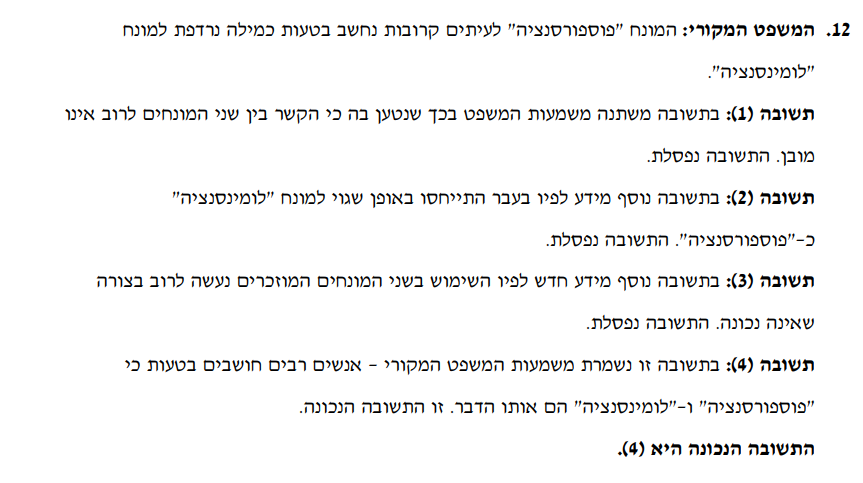 12. המשפט המקורי: המונח "פוספורסנציה" לעיתים קרובות נחשב בטעות כמילה נרדפת למונח
"לומינסנציה".
תשובה (1): בתשובה משתנה משמעות המשפט בכך שנטען בה כי הקשר בין שני המונחים לרוב אינו
מובן. התשובה נפסלת.
תשובה (2): בתשובה נוסף מידע לפיו בעבר התייחסו באופן שגוי למונח "לומינסנציה"
כ-"פוספורסנציה". התשובה נפסלת.
תשובה (3): בתשובה נוסף מידע חדש לפיו השימוש בשני המונחים המוזכרים נעשה לרוב בצורה
שאינה נכונה. התשובה נפסלת.
תשובה (4): בתשובה זו נשמרת משמעות המשפט המקורי - אנשים רבים חושבים בטעות כי
"פוספורסנציה" ו-"לומינסנציה" הם אותו הדבר. זו התשובה הנכונה.
התשובה הנכונה היא (4).